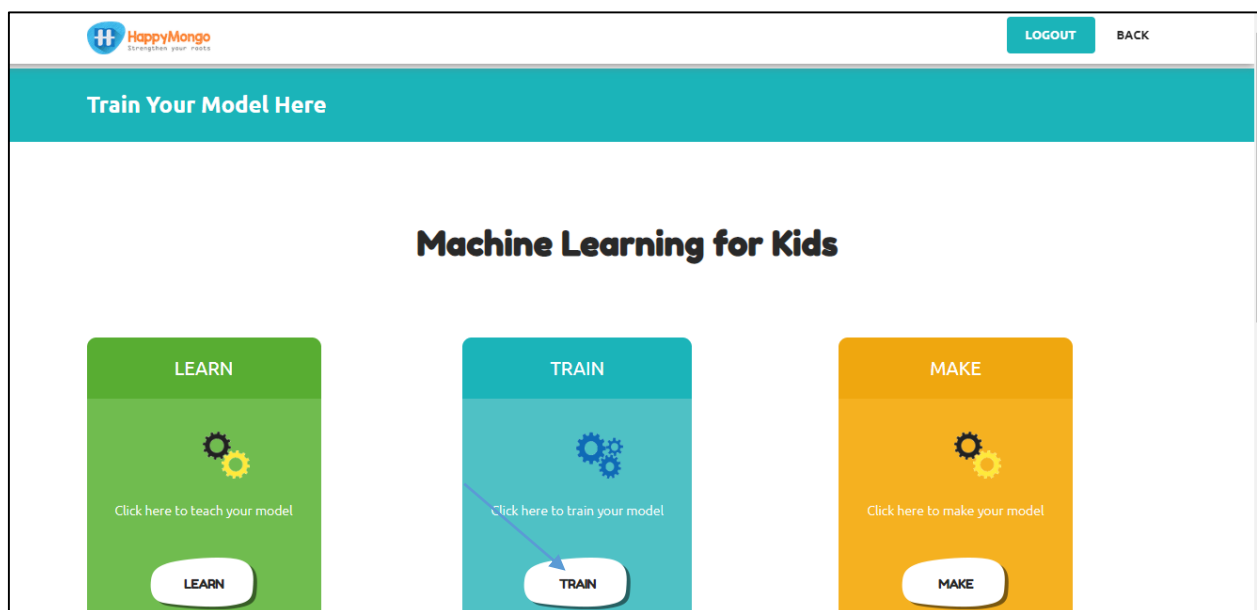 HappyMongo
Strengthen your roots
LOGOUT BACK
Train Your Model Here
Machine Learning for Kids
LEARN TRAIN MAKE
Click here to teach your model Click here to train your model Click here to make your model
LEARN TRAIN MAKE